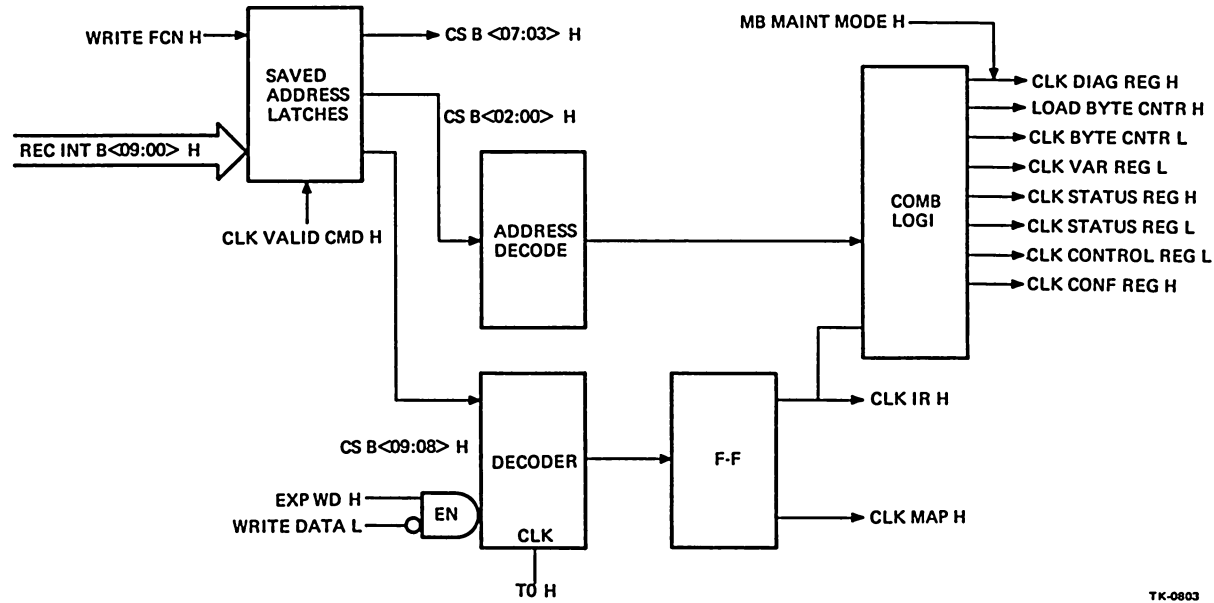 MB MAINT MODE H
WRITE FCN H
CS B <07:03> H
SAVED
ADDRESS
LATCHES
CLK DIAG REG H
LOAD BYTE CNTR H
CS B<02:00> H
CLK BYTE CNTR L
REC INT B<09:00> H
CLK VAR REG L
COMB
LOGI
CLK STATUS REG H
CLK STATUS REG L
CLK VALID CMD H
ADDRESS
DECODE
CLK CONTROL REG L
CLK CONF REG H
CLK IR H
CS B<09:08> H
DECODER
F-F
EXP WD H
EN
WRITE DATA L
CLK MAP H
CLK
T0 H
TK-0803